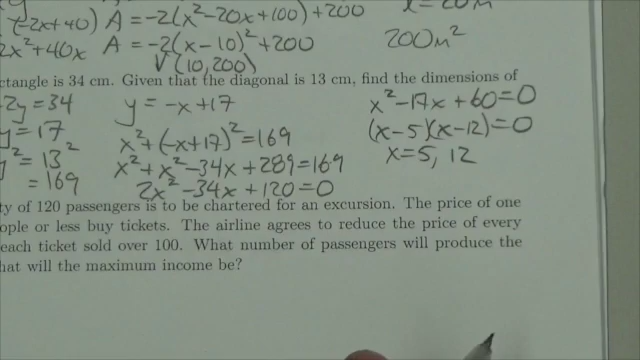 (-2x+40) A = -2(x²-20x+100)+200
2x²+40x A = -2(x-10)²+200
V(10,200)
200m²
ctangle is 34 cm. Given that the diagonal is 13 cm, find the dimensions of
2y = 34 y = -x+17 x²-17x+60=0
y = 17 x²+(-x+17)²=169 (x-5)(x-12)=0
y² = 13² x²+x²-34x+289=169 x=5, 12
= 169 2x²-34x+120=0
ty of 120 passengers is to be chartered for an excursion. The price of one
ople or less buy tickets. The airline agrees to reduce the price of every
each ticket sold over 100. What number of passengers will produce the
hat will the maximum income be?